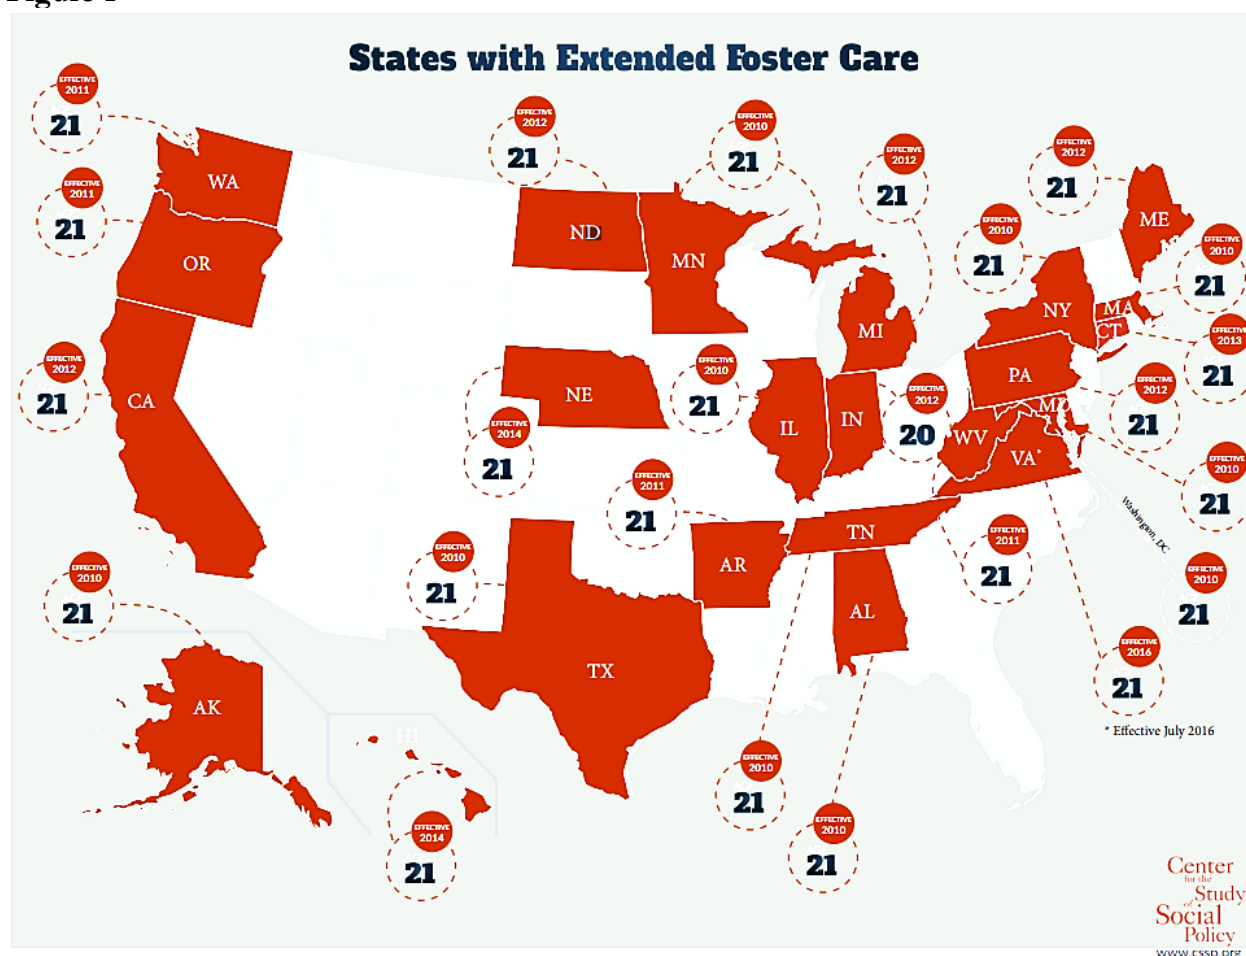 States with Extended Foster Care
EFFECTIVE
2011
21
EFFECTIVE
2011
21
EFFECTIVE
2012
21
EFFECTIVE
2010
21
EFFECTIVE
2012
21
EFFECTIVE
2010
21
EFFECTIVE
2012
21
EFFECTIVE
2012
21
EFFECTIVE
2010
21
EFFECTIVE
2010
21
EFFECTIVE
2013
21
EFFECTIVE
2012
21
EFFECTIVE
2010
21
EFFECTIVE
2010
21
EFFECTIVE
2012
20
EFFECTIVE
2010
21
EFFECTIVE
2014
21
EFFECTIVE
2011
21
EFFECTIVE
2010
21
EFFECTIVE
2011
21
EFFECTIVE
2016
21
EFFECTIVE
2010
21
EFFECTIVE
2010
21
EFFECTIVE
2014
21
WA
OR
CA
ND
MN
NE
MI
IL
IN
NY
ME
MA
CT
PA
MD
WV
VA*
TN
AR
AL
TX
AK
HI
Washington, DC
* Effective July 2016
Center
for the
Study
of
Social
Policy
www.cssp.org